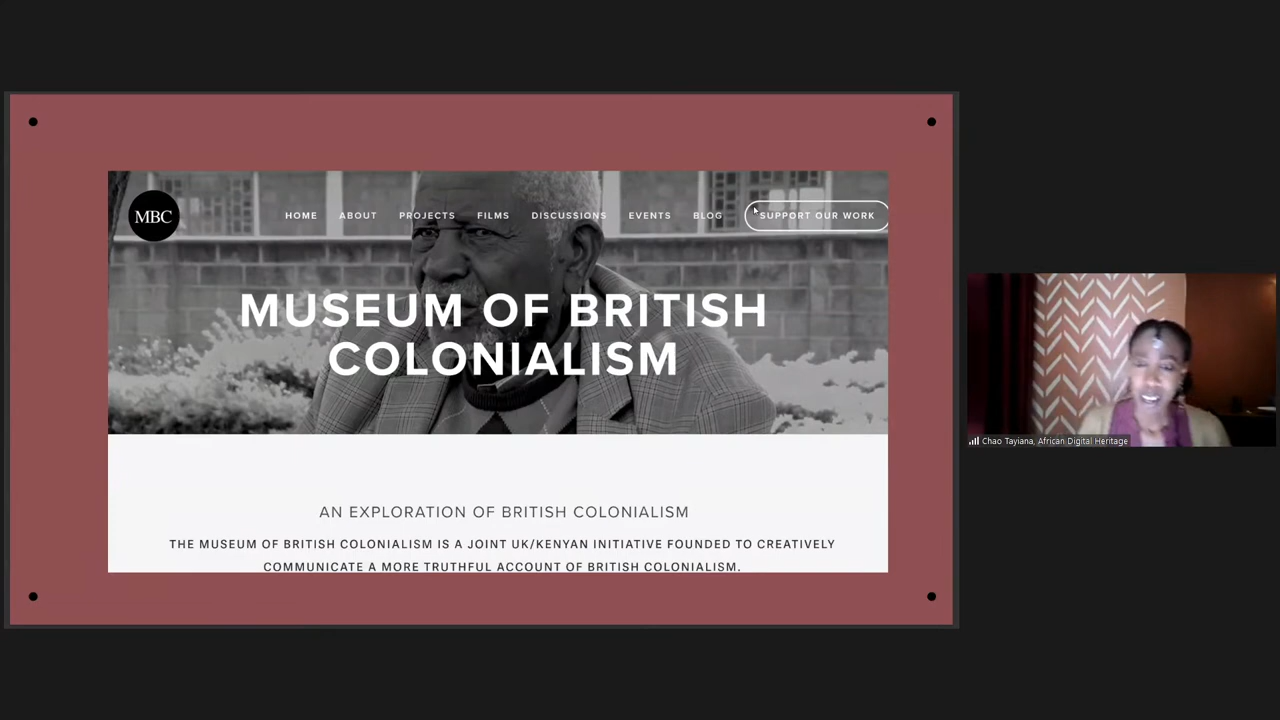 MBC
HOME ABOUT PROJECTS FILMS DISCUSSIONS EVENTS BLOG SUPPORT OUR WORK
MUSEUM OF BRITISH
COLONIALISM
AN EXPLORATION OF BRITISH COLONIALISM
THE MUSEUM OF BRITISH COLONIALISM IS A JOINT UK/KENYAN INITIATIVE FOUNDED TO CREATIVELY
COMMUNICATE A MORE TRUTHFUL ACCOUNT OF BRITISH COLONIALISM.
Chao Tayiana, African Digital Heritage